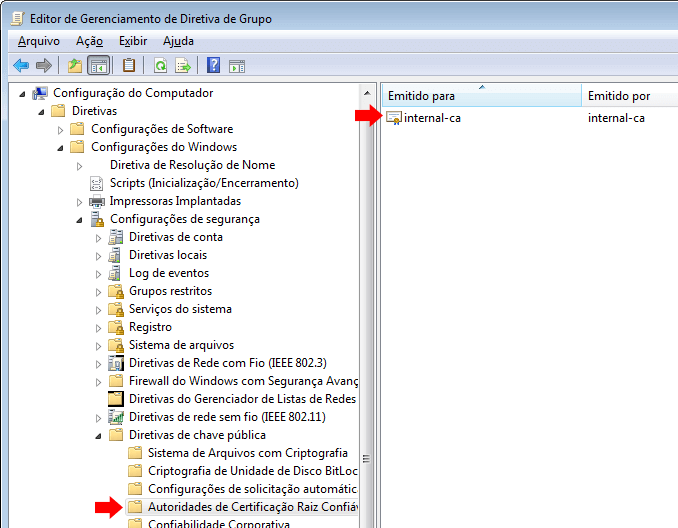 Editor de Gerenciamento de Diretiva de Grupo
Arquivo Ação Exibir Ajuda
Configuração do Computador
Diretivas
Configurações de Software
Configurações do Windows
Diretiva de Resolução de Nome
Scripts (Inicialização/Encerramento)
Impressoras Implantadas
Configurações de segurança
Diretivas de conta
Diretivas locais
Log de eventos
Grupos restritos
Serviços do sistema
Registro
Sistema de arquivos
Diretivas de Rede com Fio (IEEE 802.3)
Firewall do Windows com Segurança Avanç
Diretivas do Gerenciador de Listas de Redes
Diretivas de rede sem fio (IEEE 802.11)
Diretivas de chave pública
Sistema de Arquivos com Criptografia
Criptografia de Unidade de Disco BitLoc
Configurações de solicitação automátic
Autoridades de Certificação Raiz Confiáv
Confiabilidade Corporativa
Emitido para Emitido por
internal-ca internal-ca